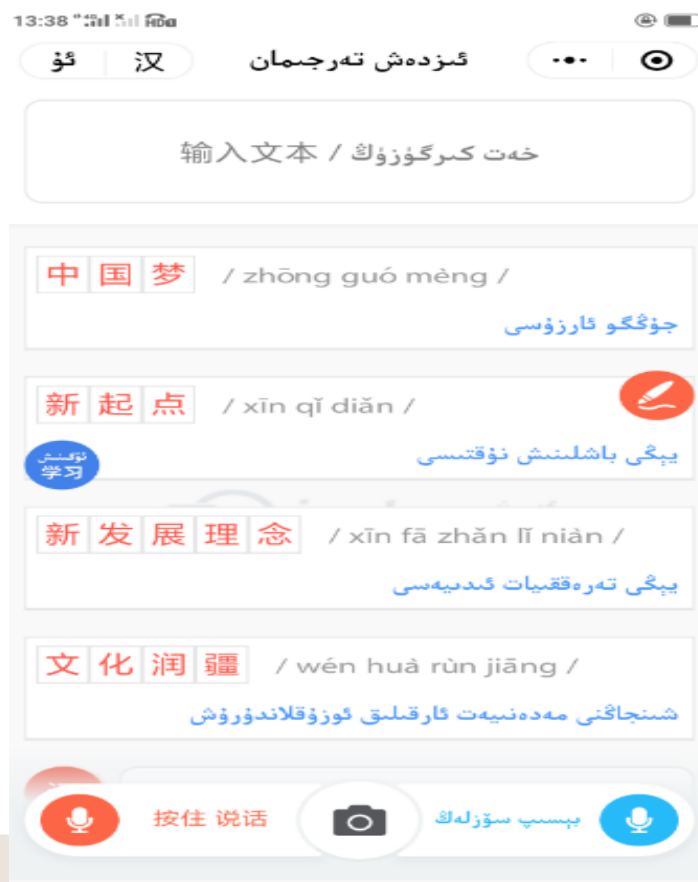 13:38
ئۇ 汉 ئىزدەش تەرجىمان
输入文本 / خەت كىرگۈزۈڭ
中国梦 / zhōng guó mèng /
جۇڭگو ئارزۇسى
新起点 / xīn qǐ diǎn /
يېڭى باشلىنىش نۇقتىسى
ئۆگىنىش
学习
新发展理念 / xīn fā zhǎn lǐ niàn /
يېڭى تەرەققىيات ئىدىيەسى
文化润疆 / wén huà rùn jiāng /
شىنجاڭنى مەدەنىيەت ئارقىلىق ئوزۇقلاندۇرۇش
按住 说话 بېسىپ سۆزلەڭ